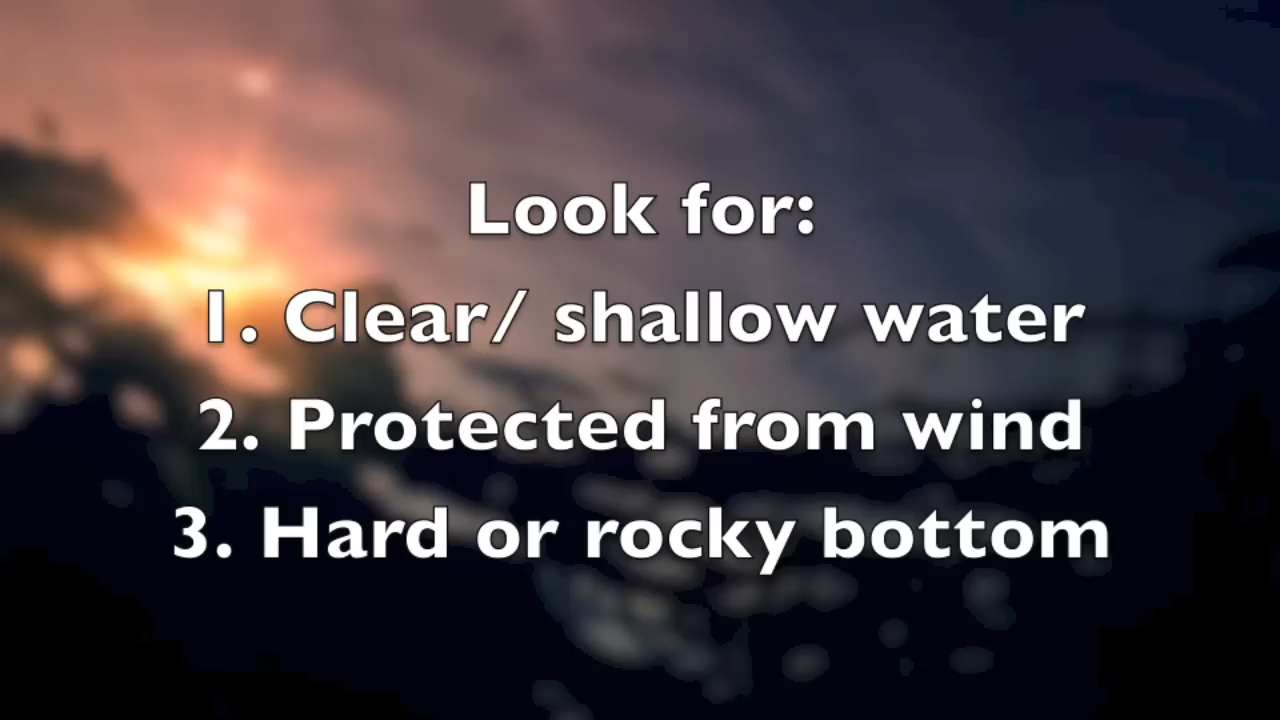 Look for:
1. Clear/ shallow water
2. Protected from wind
3. Hard or rocky bottom